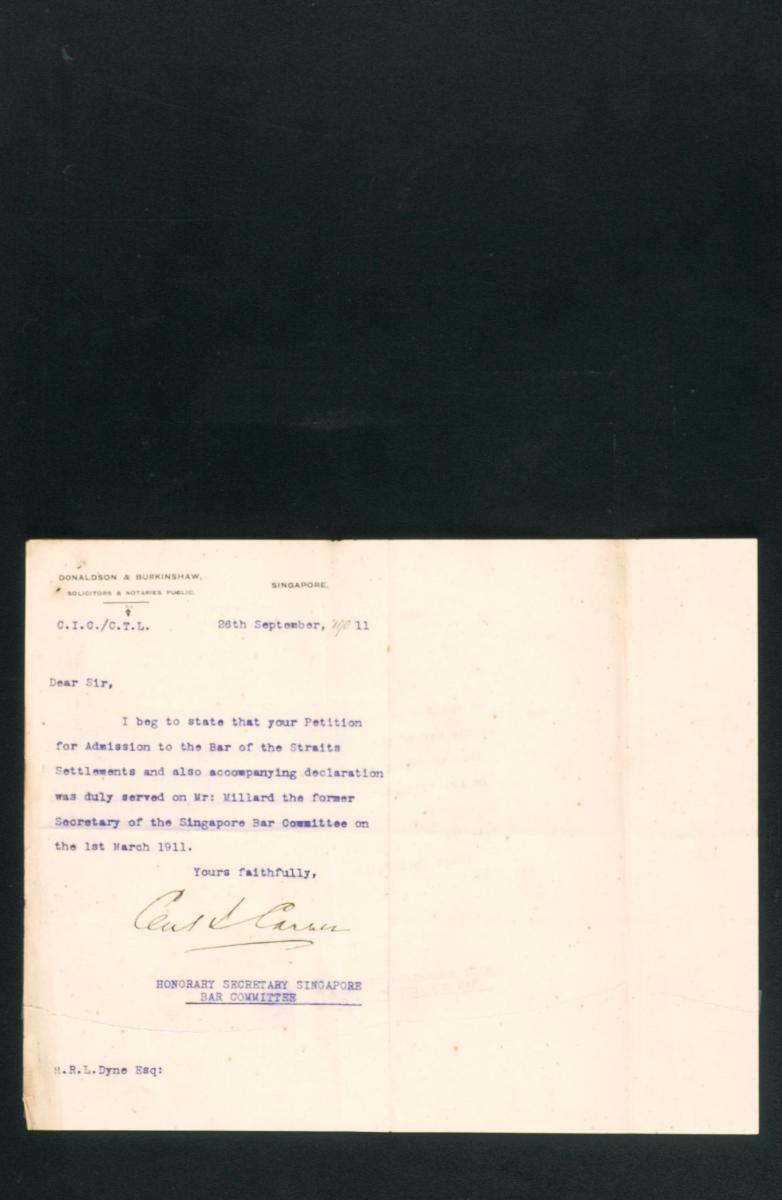 DONALDSON & BURKINSHAW,
SOLICITORS & NOTARIES PUBLIC.
SINGAPORE,
C.I.C./C.T.L.
26th September, 190 11
Dear Sir,
I beg to state that your Petition
for Admission to the Bar of the Straits
Settlements and also accompanying declaration
was duly served on Mr: Millard the former
Secretary of the Singapore Bar Committee on
the 1st March 1911.
Yours faithfully,
HONORARY SECRETARY SINGAPORE
BAR COMMITTEE
R.L.Dyne Esq: